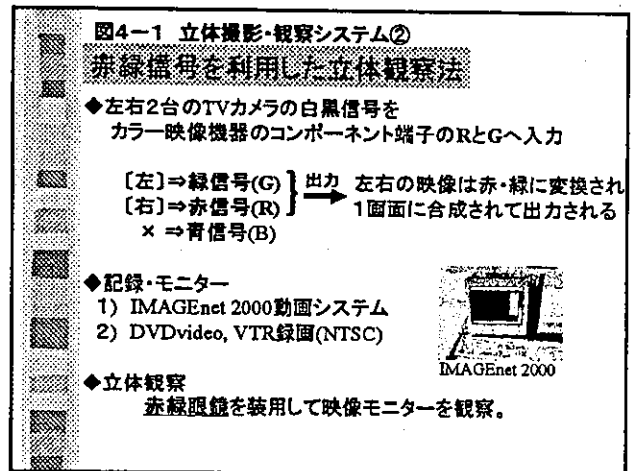 図4－1 立体撮影・観察システム②
赤緑信号を利用した立体観察法
◆左右2台のTVカメラの白黒信号を
カラー映像機器のコンポーネント端子のRとGへ入力
〔左〕⇒緑信号(G)
〔右〕⇒赤信号(R)
× ⇒青信号(B)
出力
左右の映像は赤・緑に変換され
1画面に合成されて出力される
◆記録・モニター
1) IMAGEnet 2000動画システム
2) DVDvideo, VTR録画(NTSC)
IMAGEnet 2000
◆立体観察
赤緑眼鏡を装用して映像モニターを観察。